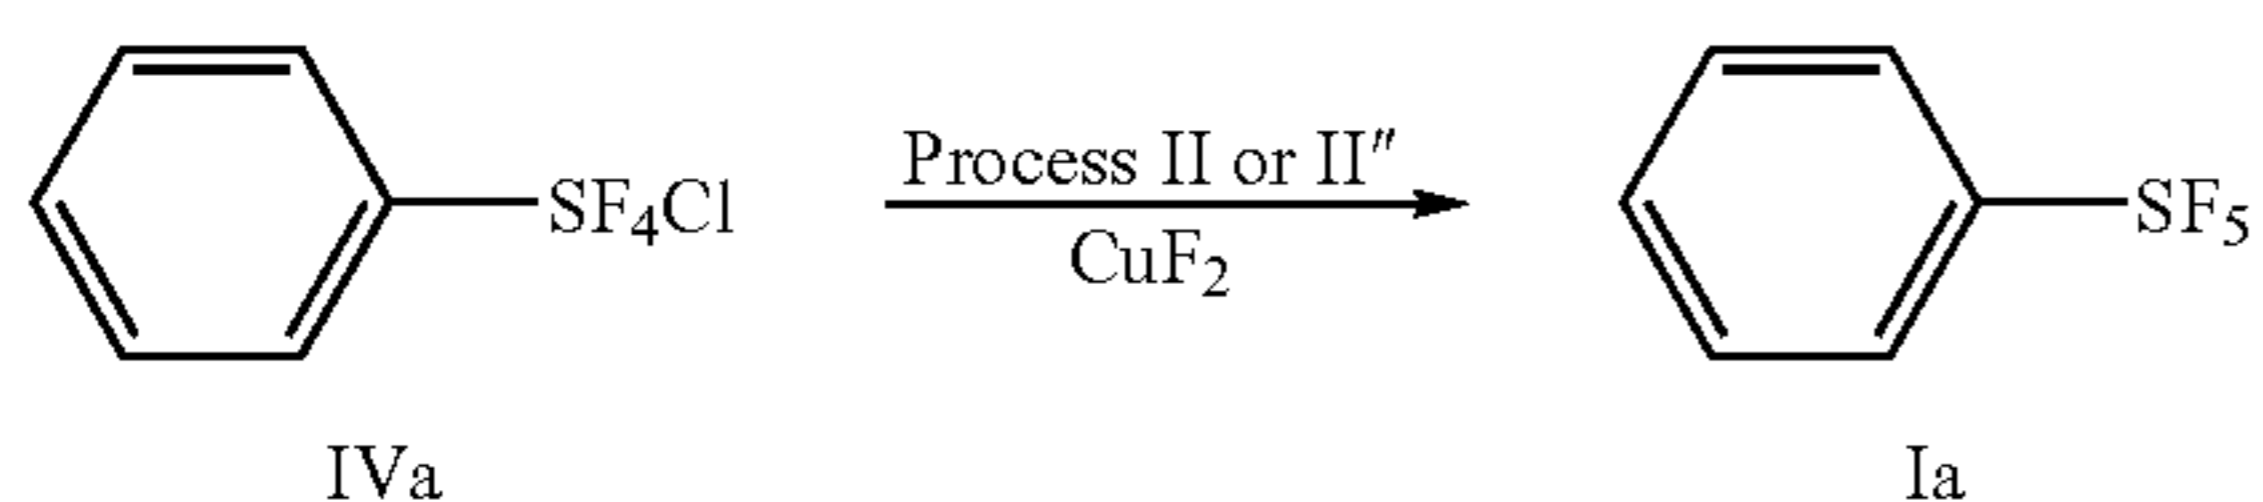 Process II or II″
SF₄Cl
SF₅
CuF₂
IVa
Ia